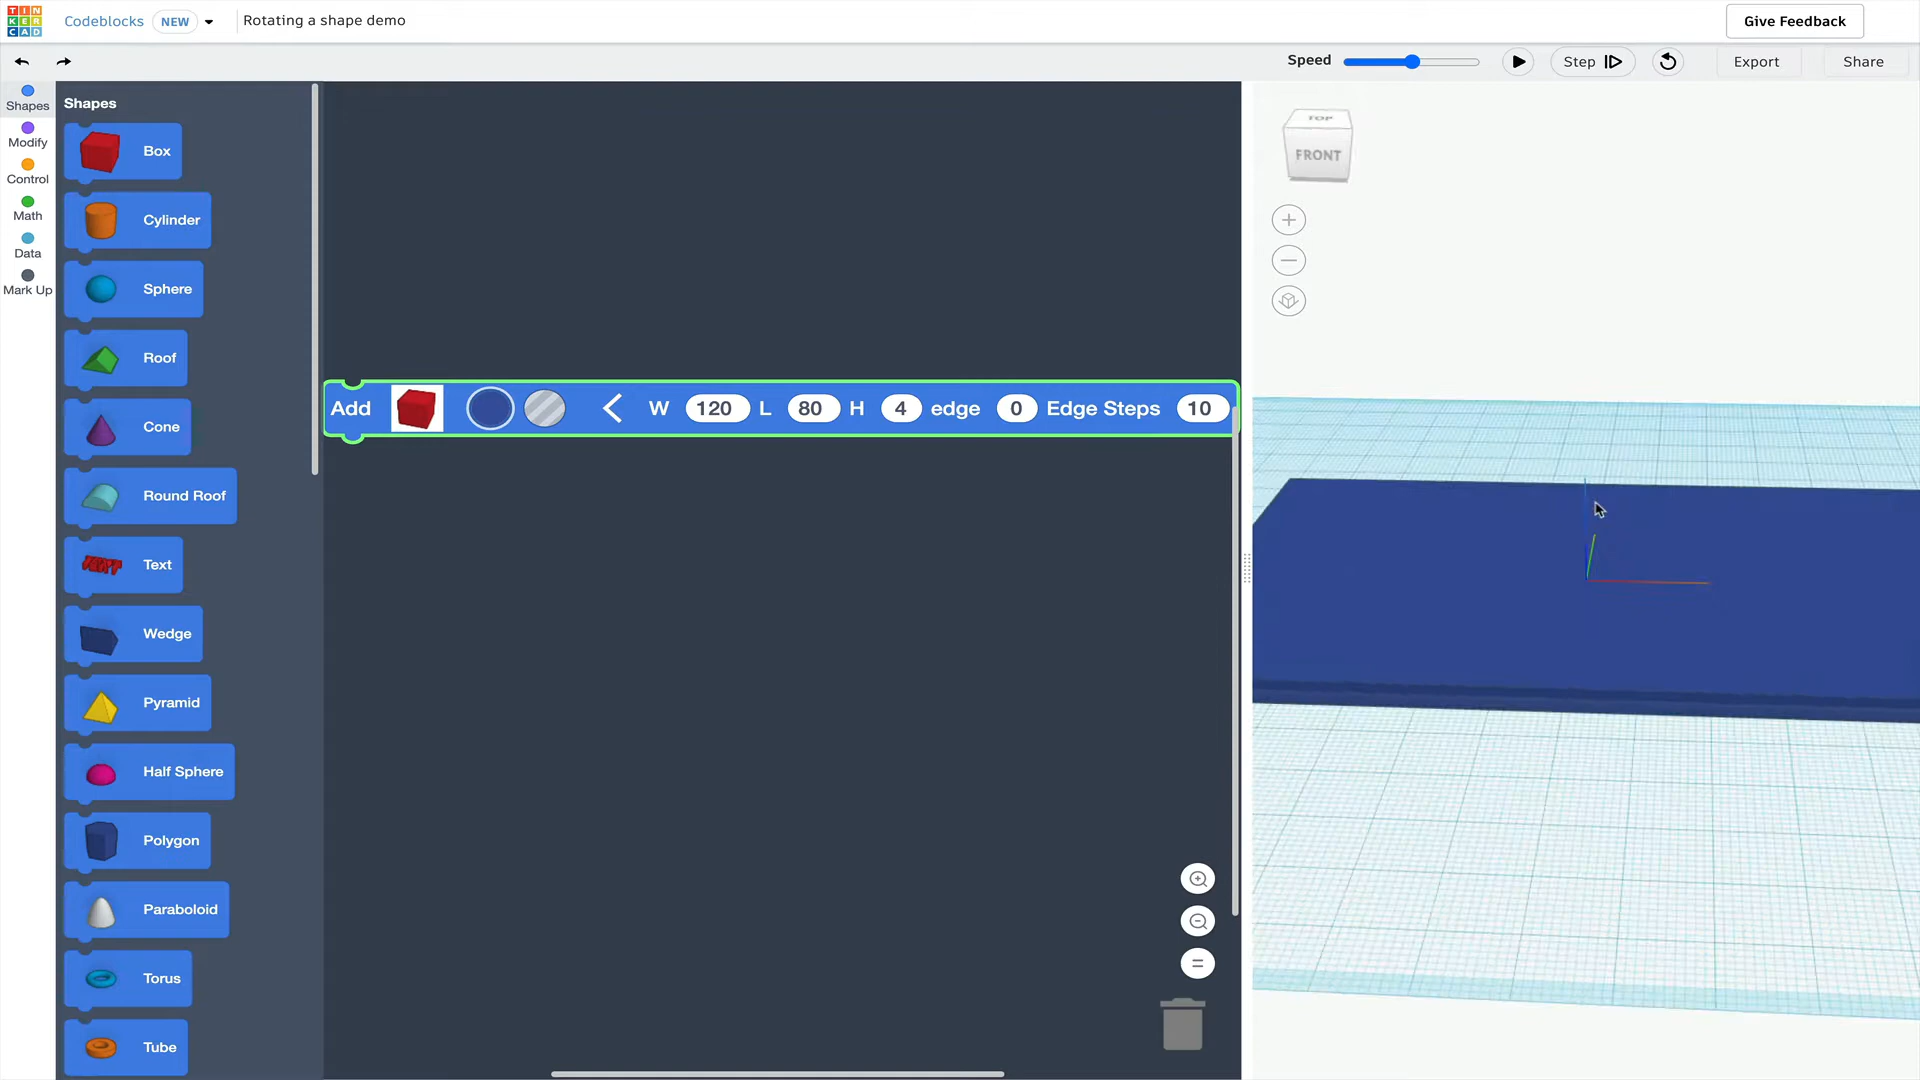 TIN
KER
CAD
Codeblocks NEW Rotating a shape demo
Give Feedback
Speed Step Export Share
Shapes
Modify
Control
Math
Data
Mark Up
Shapes
Box
Cylinder
Sphere
Roof
Cone
Round Roof
Text
Wedge
Pyramid
Half Sphere
Polygon
Paraboloid
Torus
Tube
Add W 120 L 80 H 4 edge 0 Edge Steps 10
TOP
FRONT